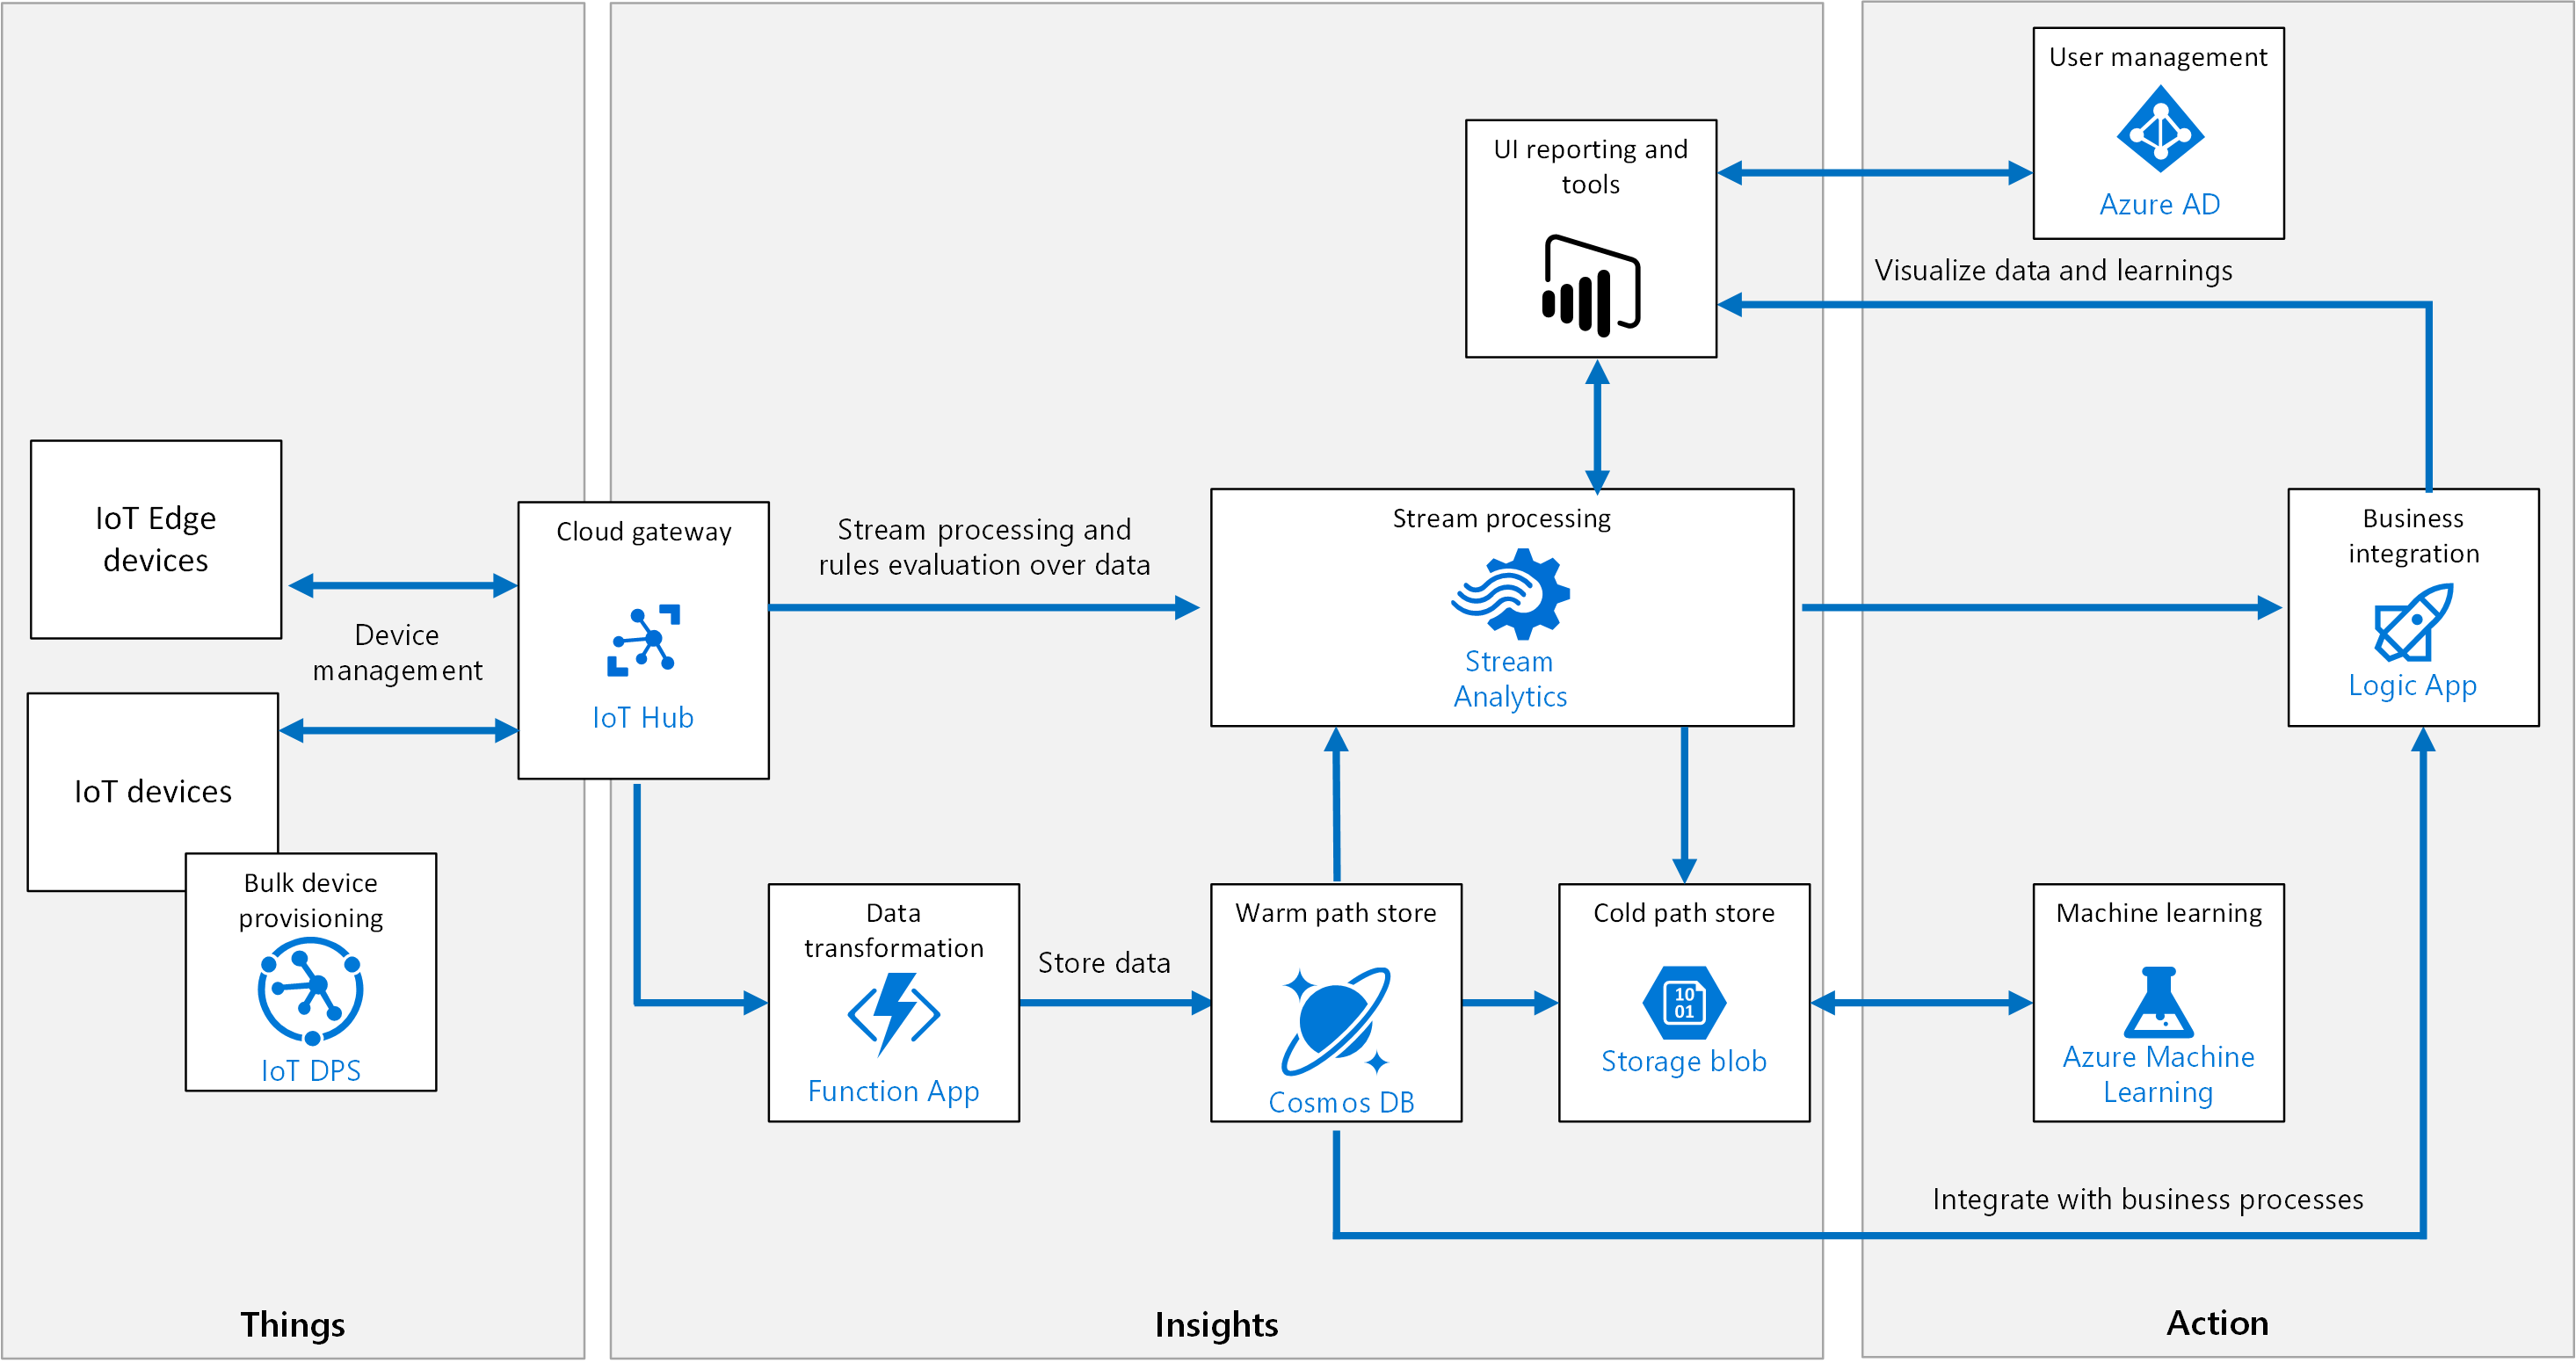 User management
Azure AD
UI reporting and
tools
Visualize data and learnings
IoT Edge
devices
Device
management
IoT devices
Bulk device
provisioning
IoT DPS
Cloud gateway
IoT Hub
Stream processing and
rules evaluation over data
Stream processing
Stream
Analytics
Business
integration
Logic App
Data
transformation
Function App
Store data
Warm path store
Cosmos DB
Cold path store
10
01
Storage blob
Machine learning
Azure Machine
Learning
Integrate with business processes
Things
Insights
Action